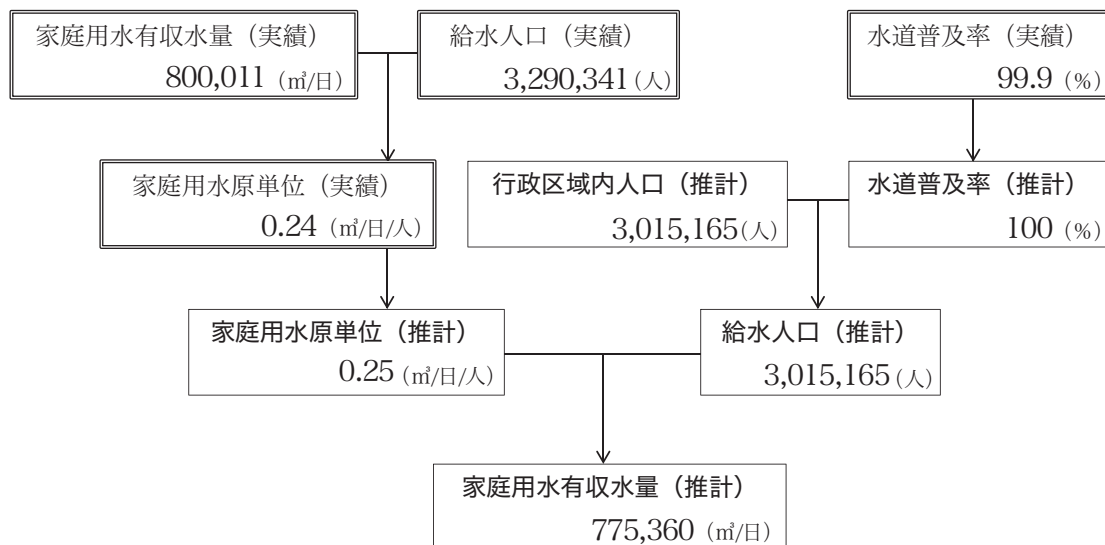 家庭用水有収水量（実績）
800,011（㎥/日）
給水人口（実績）
3,290,341（人）
水道普及率（実績）
99.9（%）
家庭用水原単位（実績）
0.24（㎥/日/人）
行政区域内人口（推計）
3,015,165（人）
水道普及率（推計）
100（%）
家庭用水原単位（推計）
0.25（㎥/日/人）
給水人口（推計）
3,015,165（人）
家庭用水有収水量（推計）
775,360（㎥/日）